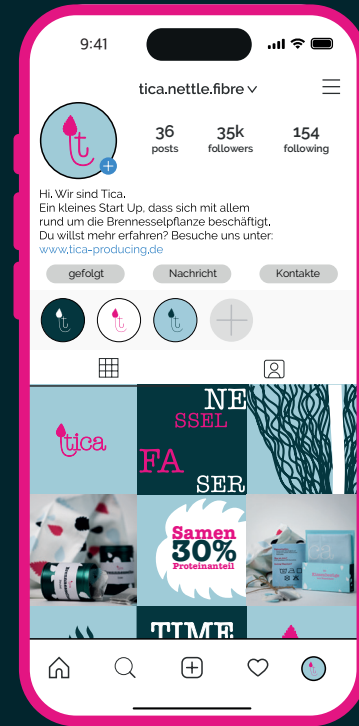 9:41
tica.nettle.fibre
36 35k 154
posts followers following
Hi. Wir sind Tica.
Ein kleines Start Up, dass sich mit allem
rund um die Brennesselpflanze beschäftigt.
Du willst mehr erfahren? Besuche uns unter:
www.tica-producing.de
gefolgt Nachricht Kontakte
tica
NE
SSEL
FA
SER
Samen
30%
Proteinanteil
TIME